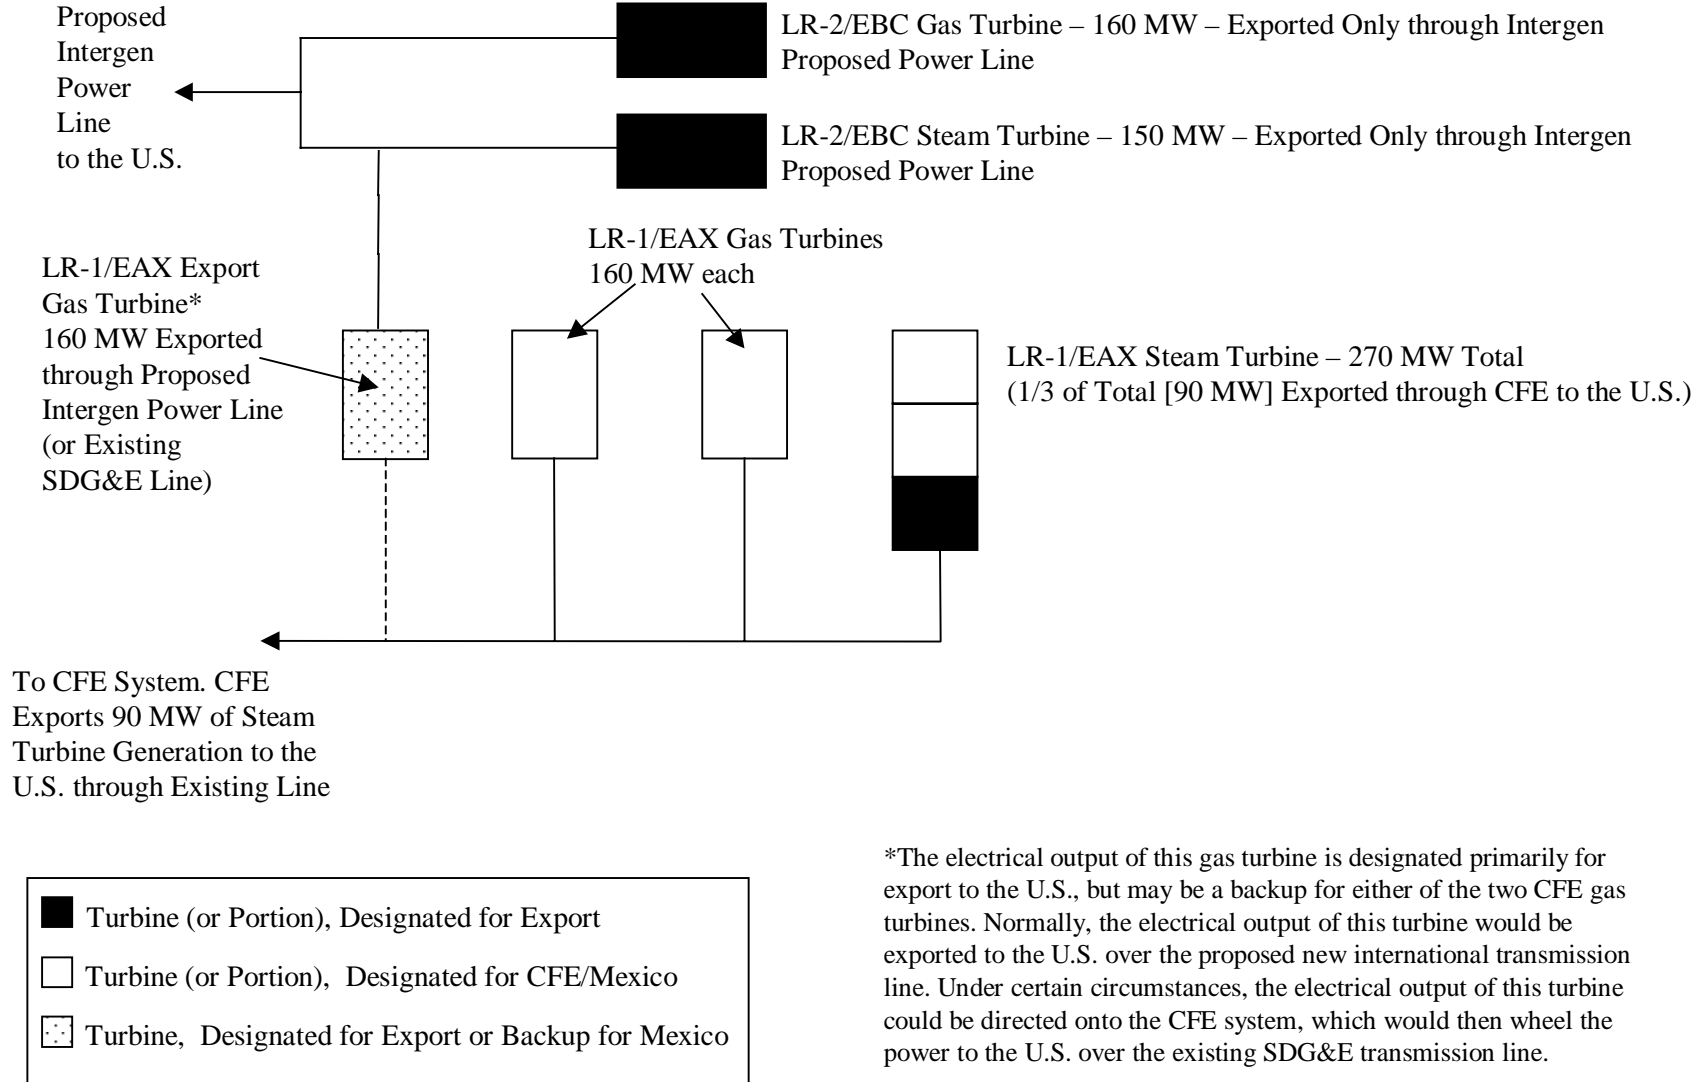 Proposed
Intergen
Power
Line
to the U.S.
LR-2/EBC Gas Turbine – 160 MW – Exported Only through Intergen
Proposed Power Line
LR-2/EBC Steam Turbine – 150 MW – Exported Only through Intergen
Proposed Power Line
LR-1/EAX Gas Turbines
160 MW each
LR-1/EAX Export
Gas Turbine*
160 MW Exported
through Proposed
Intergen Power Line
(or Existing
SDG&E Line)
LR-1/EAX Steam Turbine – 270 MW Total
(1/3 of Total [90 MW] Exported through CFE to the U.S.)
To CFE System. CFE
Exports 90 MW of Steam
Turbine Generation to the
U.S. through Existing Line
Turbine (or Portion), Designated for Export
Turbine (or Portion),  Designated for CFE/Mexico
Turbine,  Designated for Export or Backup for Mexico
*The electrical output of this gas turbine is designated primarily for
export to the U.S., but may be a backup for either of the two CFE gas
turbines. Normally, the electrical output of this turbine would be
exported to the U.S. over the proposed new international transmission
line. Under certain circumstances, the electrical output of this turbine
could be directed onto the CFE system, which would then wheel the
power to the U.S. over the existing SDG&E transmission line.